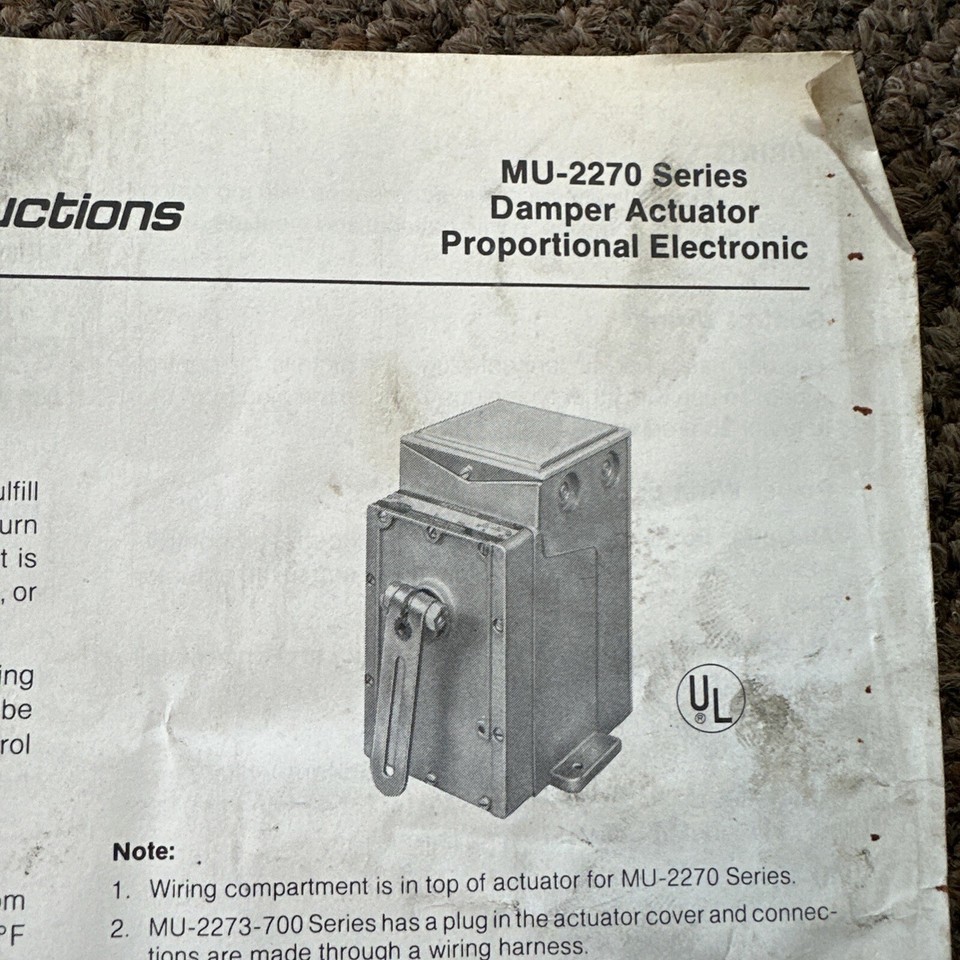 MU-2270 Series
Damper Actuator
Proportional Electronic
uctions
ulfill
urn
t is
, or
ing
be
rol
om
°F
UL
®
Note:
1. Wiring compartment is in top of actuator for MU-2270 Series.
2. MU-2273-700 Series has a plug in the actuator cover and connec-
tions are made through a wiring harness.